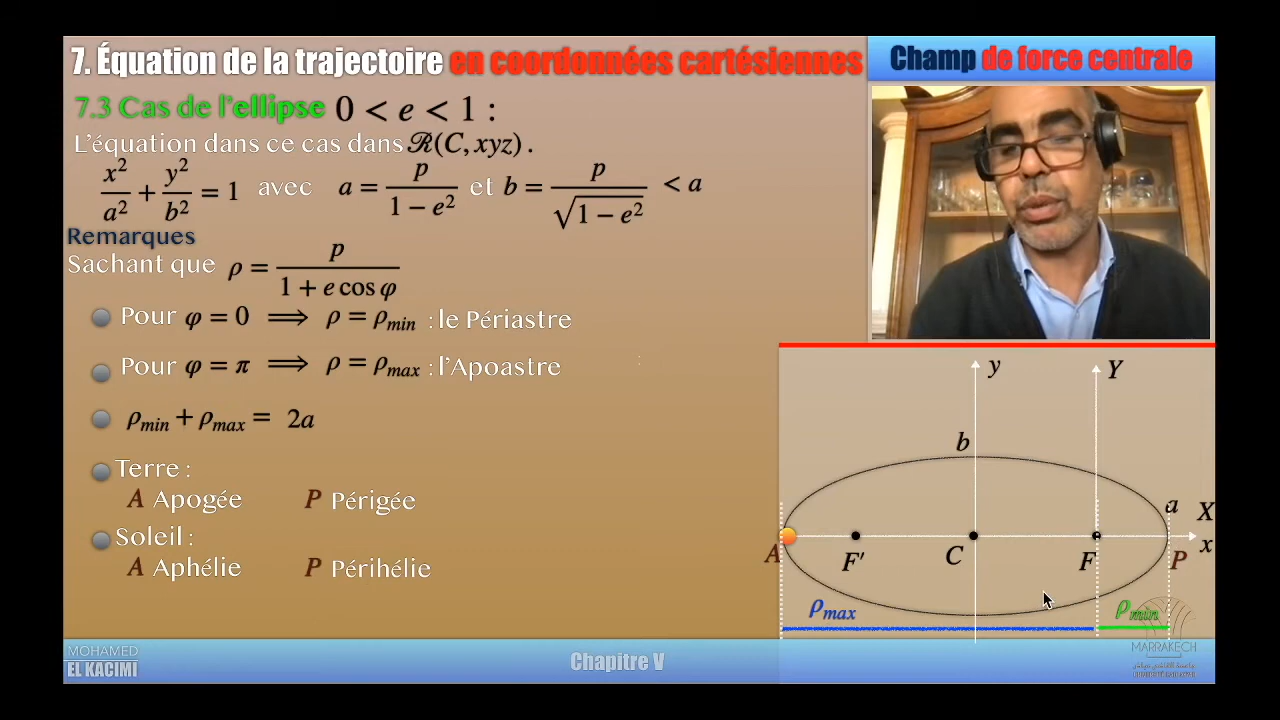 7. Équation de la trajectoire en coordonnées cartésiennes
Champ de force centrale
7.3 Cas de l'ellipse 0 < e < 1 :
L'équation dans ce cas dans ℛ(C, xyz) .
x²/a² + y²/b² = 1 avec a = p/(1 − e²) et b = p/√(1 − e²) < a
Remarques
Sachant que ρ = p/(1 + e cos φ)
Pour φ = 0 ⟹ ρ = ρmin : le Périastre
Pour φ = π ⟹ ρ = ρmax : l'Apoastre
:
ρmin + ρmax = 2a
Terre :
A Apogée P Périgée
Soleil :
A Aphélie P Périhélie
y Y
b
a X
A F' C F P x
ρmax ρmin
MARRAKECH
MOHAMED
EL KACIMI
Chapitre V